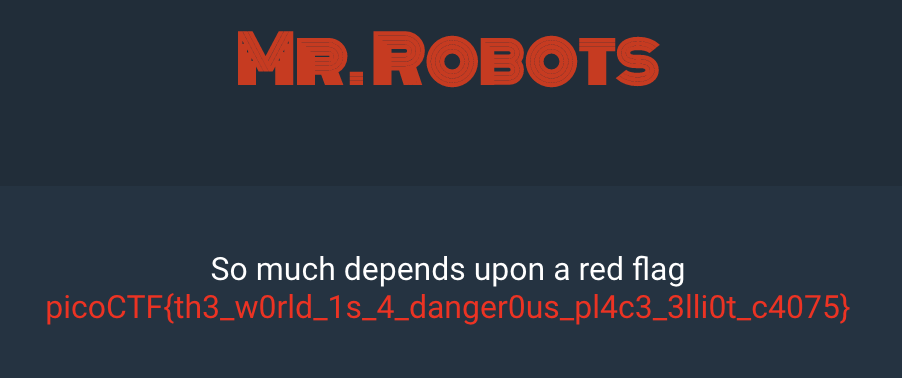 Mr. Robots
So much depends upon a red flag
picoCTF{th3_w0rld_1s_4_danger0us_pl4c3_3lli0t_c4075}